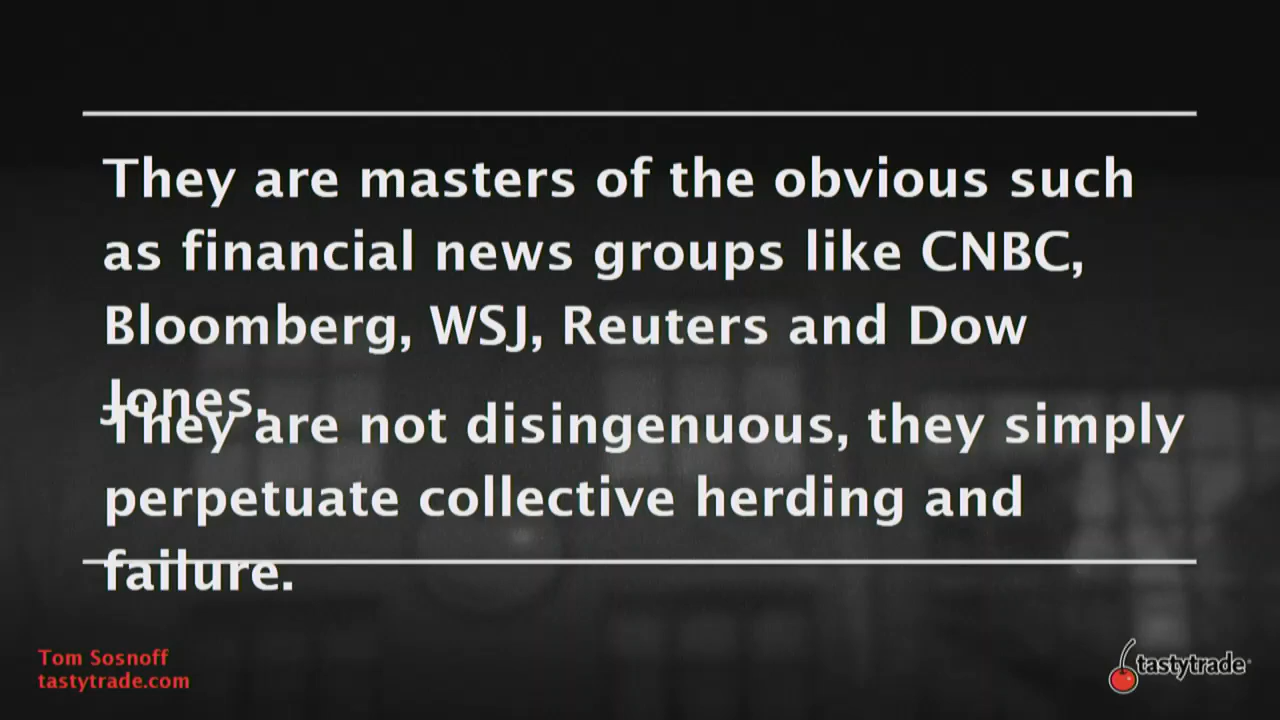 They are masters of the obvious such
as financial news groups like CNBC,
Bloomberg, WSJ, Reuters and Dow
Jones.
They are not disingenuous, they simply
perpetuate collective herding and
failure.
Tom Sosnoff
tastytrade.com
tastytrade